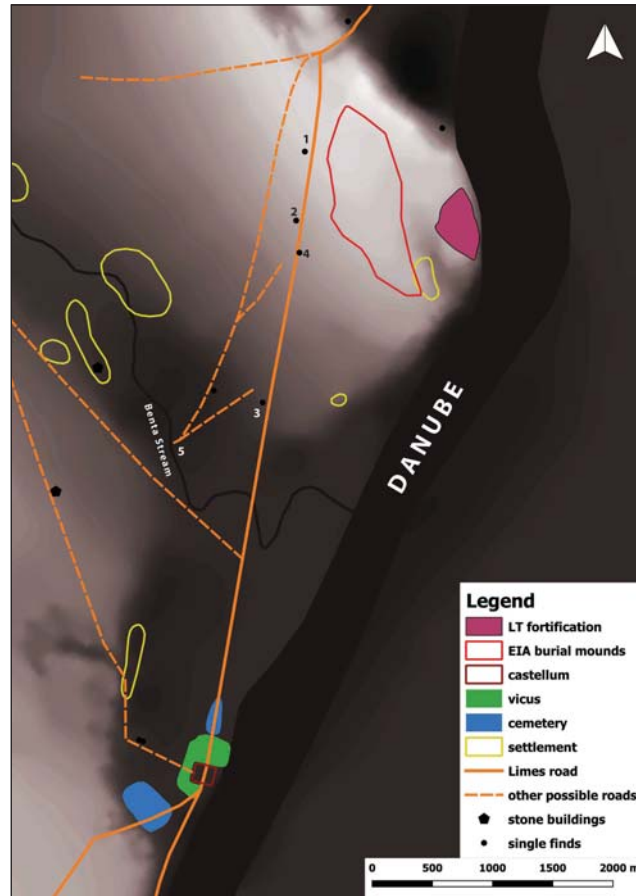 1
2
4
3
5
Benta Stream
DANUBE
Legend
LT fortification
EIA burial mounds
castellum
vicus
cemetery
settlement
Limes road
other possible roads
stone buildings
single finds
0 500 1000 1500 2000 m